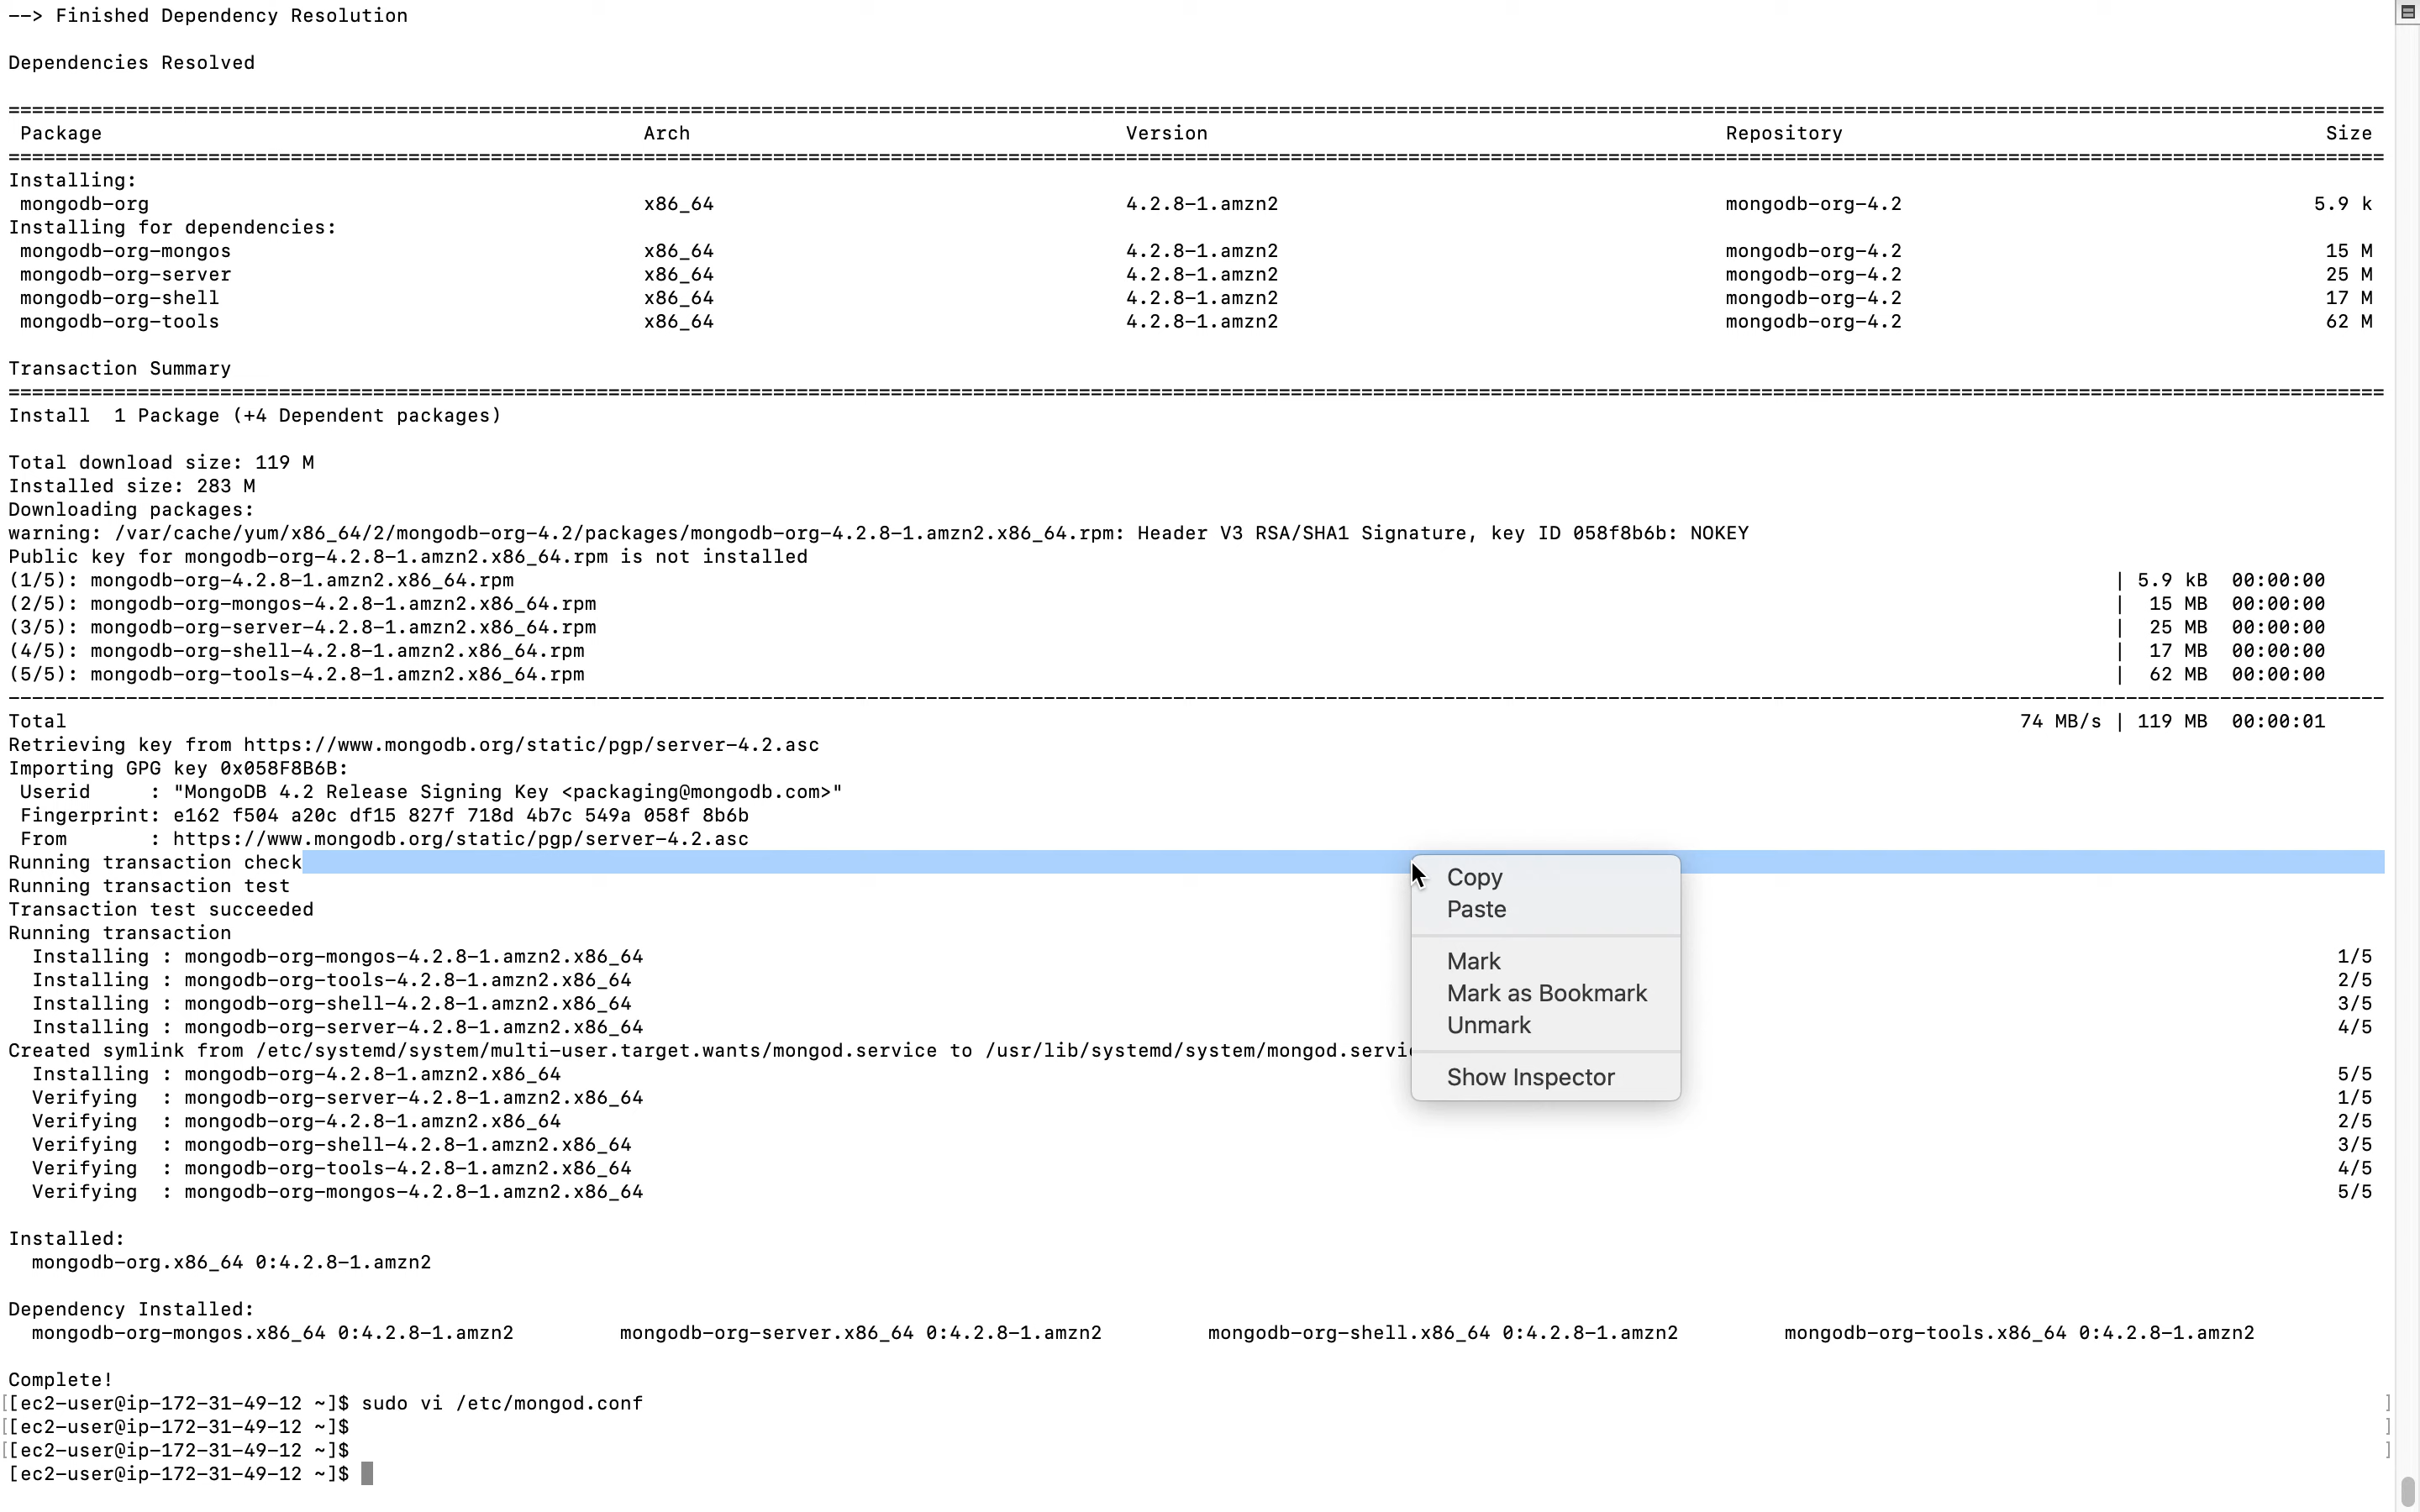 --> Finished Dependency Resolution
Dependencies Resolved
Package Arch Version Repository Size
Installing:
mongodb-org x86_64 4.2.8-1.amzn2 mongodb-org-4.2 5.9 k
Installing for dependencies:
mongodb-org-mongos x86_64 4.2.8-1.amzn2 mongodb-org-4.2 15 M
mongodb-org-server x86_64 4.2.8-1.amzn2 mongodb-org-4.2 25 M
mongodb-org-shell x86_64 4.2.8-1.amzn2 mongodb-org-4.2 17 M
mongodb-org-tools x86_64 4.2.8-1.amzn2 mongodb-org-4.2 62 M
Transaction Summary
Install 1 Package (+4 Dependent packages)
Total download size: 119 M
Installed size: 283 M
Downloading packages:
warning: /var/cache/yum/x86_64/2/mongodb-org-4.2/packages/mongodb-org-4.2.8-1.amzn2.x86_64.rpm: Header V3 RSA/SHA1 Signature, key ID 058f8b6b: NOKEY
Public key for mongodb-org-4.2.8-1.amzn2.x86_64.rpm is not installed
(1/5): mongodb-org-4.2.8-1.amzn2.x86_64.rpm | 5.9 kB 00:00:00
(2/5): mongodb-org-mongos-4.2.8-1.amzn2.x86_64.rpm | 15 MB 00:00:00
(3/5): mongodb-org-server-4.2.8-1.amzn2.x86_64.rpm | 25 MB 00:00:00
(4/5): mongodb-org-shell-4.2.8-1.amzn2.x86_64.rpm | 17 MB 00:00:00
(5/5): mongodb-org-tools-4.2.8-1.amzn2.x86_64.rpm | 62 MB 00:00:00
Total 74 MB/s | 119 MB 00:00:01
Retrieving key from https://www.mongodb.org/static/pgp/server-4.2.asc
Importing GPG key 0x058F8B6B:
Userid : "MongoDB 4.2 Release Signing Key <packaging@mongodb.com>"
Fingerprint: e162 f504 a20c df15 827f 718d 4b7c 549a 058f 8b6b
From : https://www.mongodb.org/static/pgp/server-4.2.asc
Running transaction check
Running transaction test
Transaction test succeeded
Running transaction
Installing : mongodb-org-mongos-4.2.8-1.amzn2.x86_64 1/5
Installing : mongodb-org-tools-4.2.8-1.amzn2.x86_64 2/5
Installing : mongodb-org-shell-4.2.8-1.amzn2.x86_64 3/5
Installing : mongodb-org-server-4.2.8-1.amzn2.x86_64 4/5
Created symlink from /etc/systemd/system/multi-user.target.wants/mongod.service to /usr/lib/systemd/system/mongod.servi
Installing : mongodb-org-4.2.8-1.amzn2.x86_64 5/5
Verifying : mongodb-org-server-4.2.8-1.amzn2.x86_64 1/5
Verifying : mongodb-org-4.2.8-1.amzn2.x86_64 2/5
Verifying : mongodb-org-shell-4.2.8-1.amzn2.x86_64 3/5
Verifying : mongodb-org-tools-4.2.8-1.amzn2.x86_64 4/5
Verifying : mongodb-org-mongos-4.2.8-1.amzn2.x86_64 5/5
Installed:
mongodb-org.x86_64 0:4.2.8-1.amzn2
Dependency Installed:
mongodb-org-mongos.x86_64 0:4.2.8-1.amzn2 mongodb-org-server.x86_64 0:4.2.8-1.amzn2 mongodb-org-shell.x86_64 0:4.2.8-1.amzn2 mongodb-org-tools.x86_64 0:4.2.8-1.amzn2
Complete!
[[ec2-user@ip-172-31-49-12 ~]$ sudo vi /etc/mongod.conf ]
[[ec2-user@ip-172-31-49-12 ~]$ ]
[[ec2-user@ip-172-31-49-12 ~]$ ]
[ec2-user@ip-172-31-49-12 ~]$
Copy
Paste
Mark
Mark as Bookmark
Unmark
Show Inspector